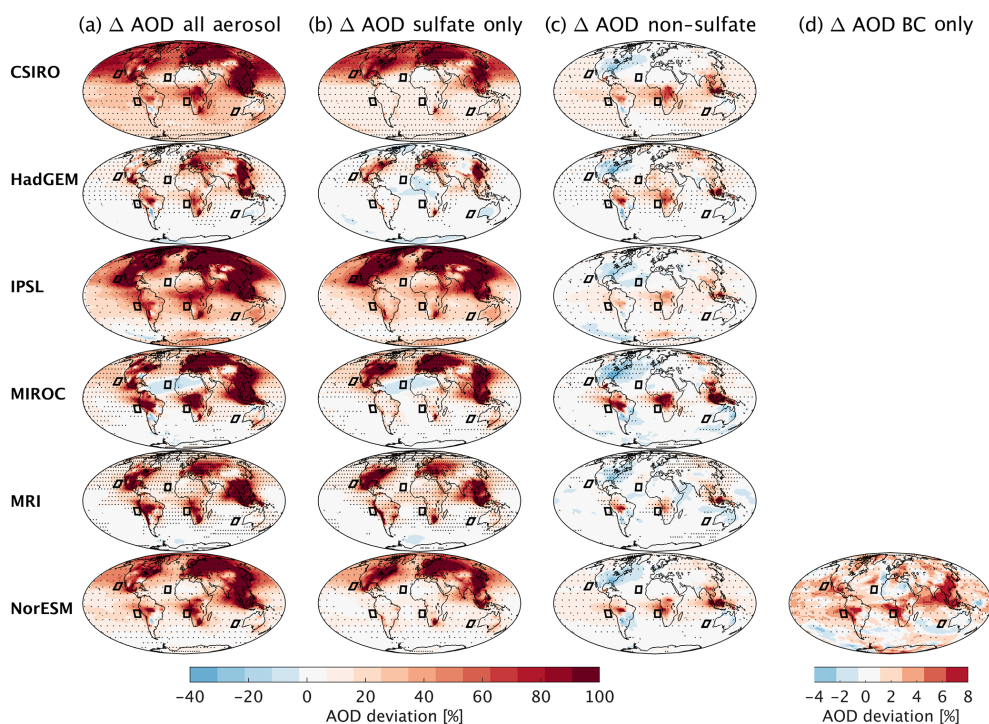 (a) Δ AOD all aerosol (b) Δ AOD sulfate only (c) Δ AOD non-sulfate (d) Δ AOD BC only
CSIRO
HadGEM
IPSL
MIROC
MRI
NorESM
-40 -20 0 20 40 60 80 100
AOD deviation [%]
-4 -2 0 2 4 6 8
AOD deviation [%]